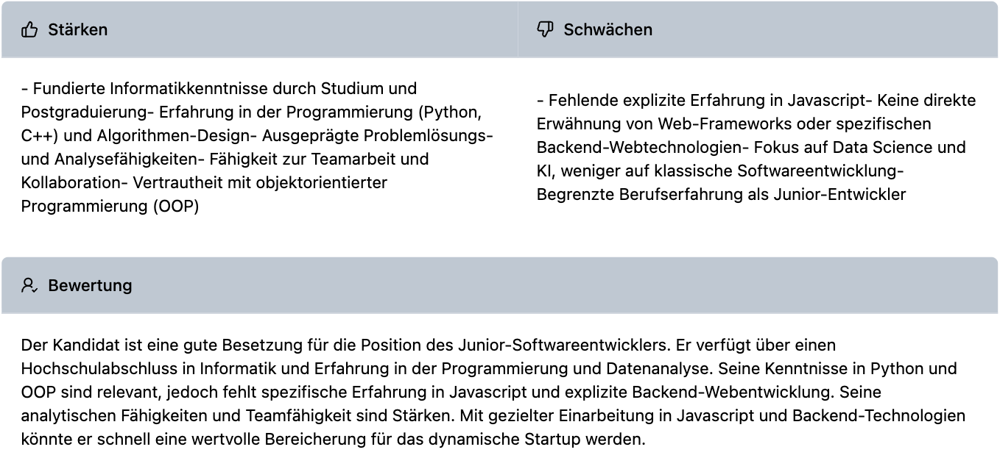 Stärken
- Fundierte Informatikkenntnisse durch Studium und
Postgraduierung- Erfahrung in der Programmierung (Python,
C++) und Algorithmen-Design- Ausgeprägte Problemlösungs-
und Analysefähigkeiten- Fähigkeit zur Teamarbeit und
Kollaboration- Vertrautheit mit objektorientierter
Programmierung (OOP)
Schwächen
- Fehlende explizite Erfahrung in Javascript- Keine direkte
Erwähnung von Web-Frameworks oder spezifischen
Backend-Webtechnologien- Fokus auf Data Science und
KI, weniger auf klassische Softwareentwicklung-
Begrenzte Berufserfahrung als Junior-Entwickler
Bewertung
Der Kandidat ist eine gute Besetzung für die Position des Junior-Softwareentwicklers. Er verfügt über einen
Hochschulabschluss in Informatik und Erfahrung in der Programmierung und Datenanalyse. Seine Kenntnisse in Python und
OOP sind relevant, jedoch fehlt spezifische Erfahrung in Javascript und explizite Backend-Webentwicklung. Seine
analytischen Fähigkeiten und Teamfähigkeit sind Stärken. Mit gezielter Einarbeitung in Javascript und Backend-Technologien
könnte er schnell eine wertvolle Bereicherung für das dynamische Startup werden.